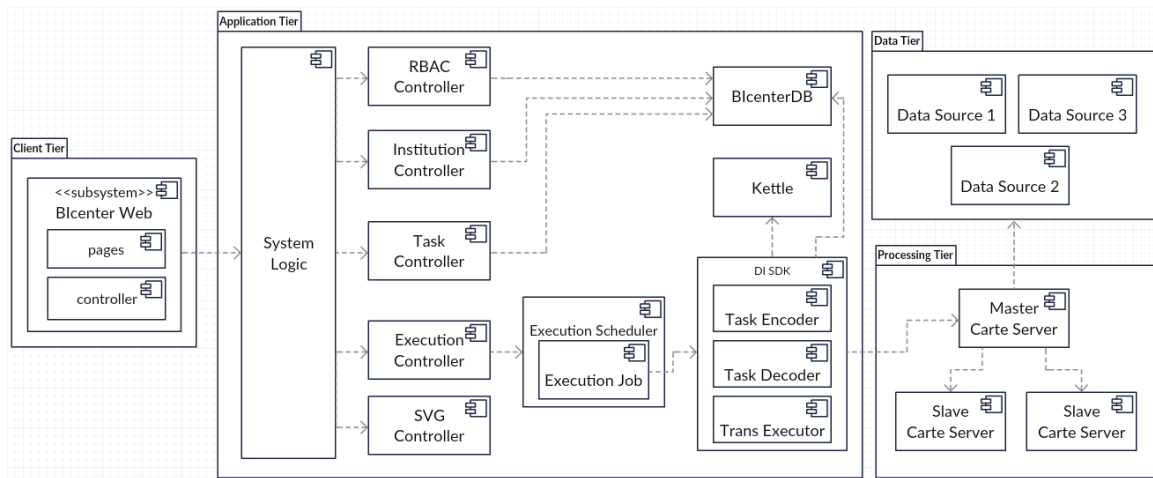 Application Tier
Data Tier
Client Tier
Processing Tier
<<subsystem>>
BIcenter Web
pages
controller
System
Logic
RBAC
Controller
Institution
Controller
Task
Controller
Execution
Controller
SVG
Controller
Execution Scheduler
Execution Job
BIcenterDB
Kettle
DI SDK
Task Encoder
Task Decoder
Trans Executor
Data Source 1
Data Source 3
Data Source 2
Master
Carte Server
Slave
Carte Server
Slave
Carte Server